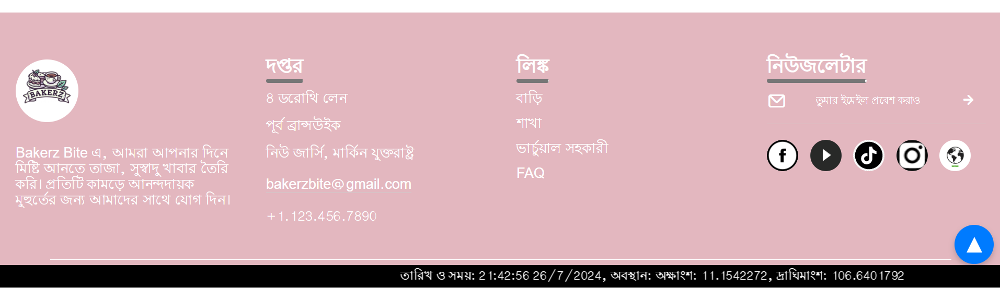 BAKERZ
Bakerz Bite এ, আমরা আপনার দিনে
মিষ্টি আনতে তাজা, সুস্বাদু খাবার তৈরি
করি। প্রতিটি কামড়ে আনন্দদায়ক
মুহুর্তের জন্য আমাদের সাথে যোগ দিন।
দপ্তর
8 ডরোথি লেন
পূর্ব ব্রান্সউইক
নিউ জার্সি, মার্কিন যুক্তরাষ্ট্র
bakerzbite@gmail.com
+1.123.456.7890
লিঙ্ক
বাড়ি
শাখা
ভার্চুয়াল সহকারী
FAQ
নিউজলেটার
তুমার ইমেইল প্রবেশ করাও
তারিখ ও সময়: 21:42:56 26/7/2024, অবস্থান: অক্ষাংশ: 11.1542272, দ্রাঘিমাংশ: 106.6401792